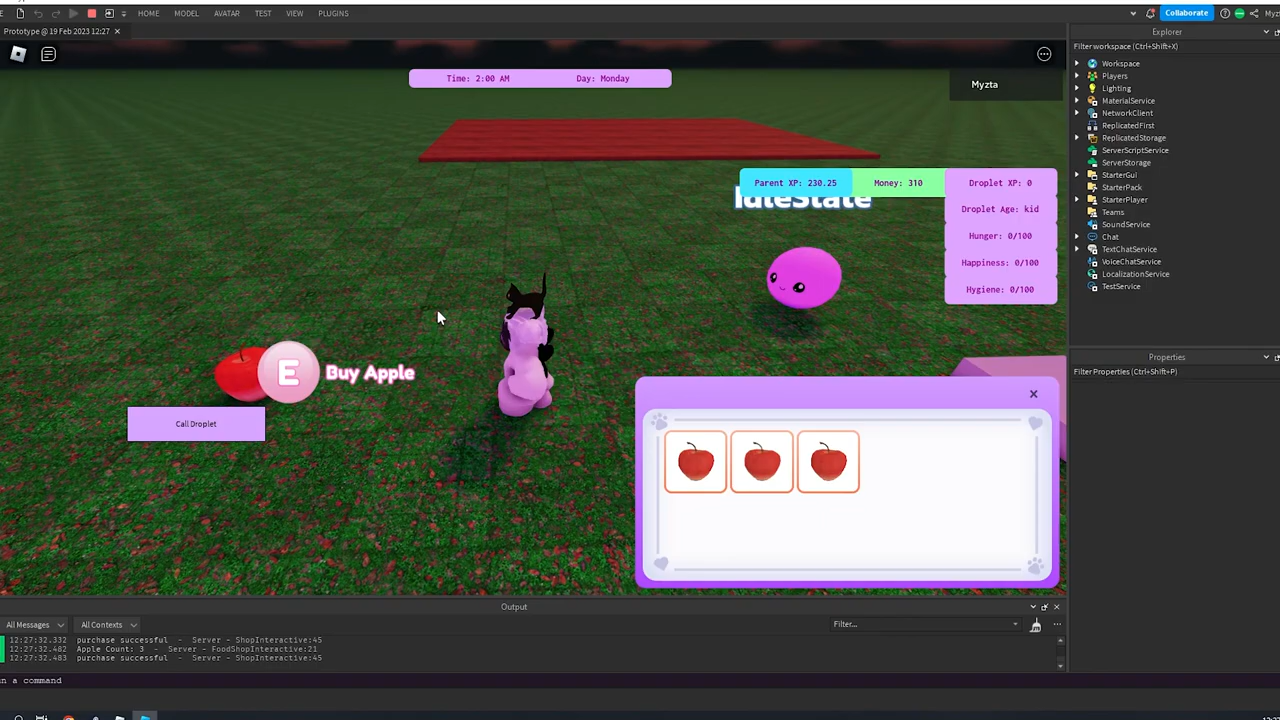 HOME MODEL AVATAR TEST VIEW PLUGINS
Collaborate
Prototype @ 19 Feb 2023 12:27
Explorer
Filter workspace (Ctrl+Shift+X)
Workspace
Players
Lighting
MaterialService
NetworkClient
ReplicatedFirst
ReplicatedStorage
ServerScriptService
ServerStorage
StarterGui
StarterPack
StarterPlayer
Teams
SoundService
Chat
TextChatService
VoiceChatService
LocalizationService
TestService
Properties
Filter Properties (Ctrl+Shift+P)
Time: 2:00 AM Day: Monday
Myzta
Parent XP: 230.25 Money: 310 Droplet XP: 0
IdleState
Droplet Age: kid
Hunger: 0/100
Happiness: 0/100
Hygiene: 0/100
E Buy Apple
Call Droplet
Output
All Messages All Contexts Filter...
12:27:32.332 purchase successful - Server - ShopInteractive:45
12:27:32.482 Apple Count: 3 - Server - FoodShopInteractive:21
12:27:32.483 purchase successful - Server - ShopInteractive:45
a command